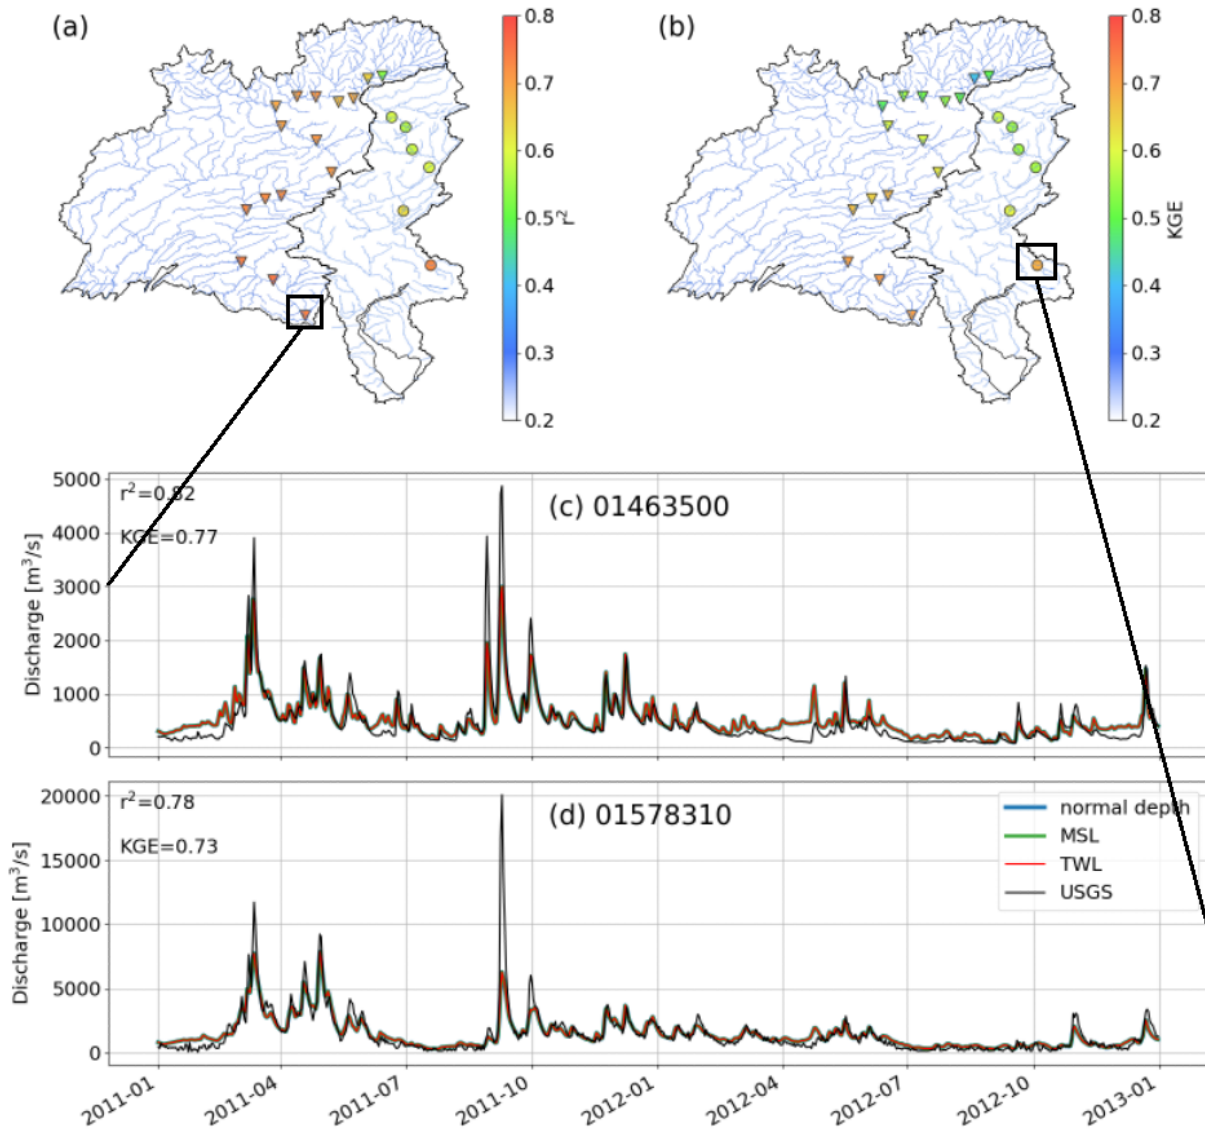 (a)
0.8
0.7
0.6
0.5
0.4
0.3
0.2
r²
(b)
0.8
0.7
0.6
0.5
0.4
0.3
0.2
KGE
(c) 01463500
r²=0.82
KGE=0.77
Discharge [m³/s]
5000
4000
3000
2000
1000
0
(d) 01578310
r²=0.78
KGE=0.73
Discharge [m³/s]
20000
15000
10000
5000
0
normal depth
MSL
TWL
USGS
2011-01 2011-04 2011-07 2011-10 2012-01 2012-04 2012-07 2012-10 2013-01